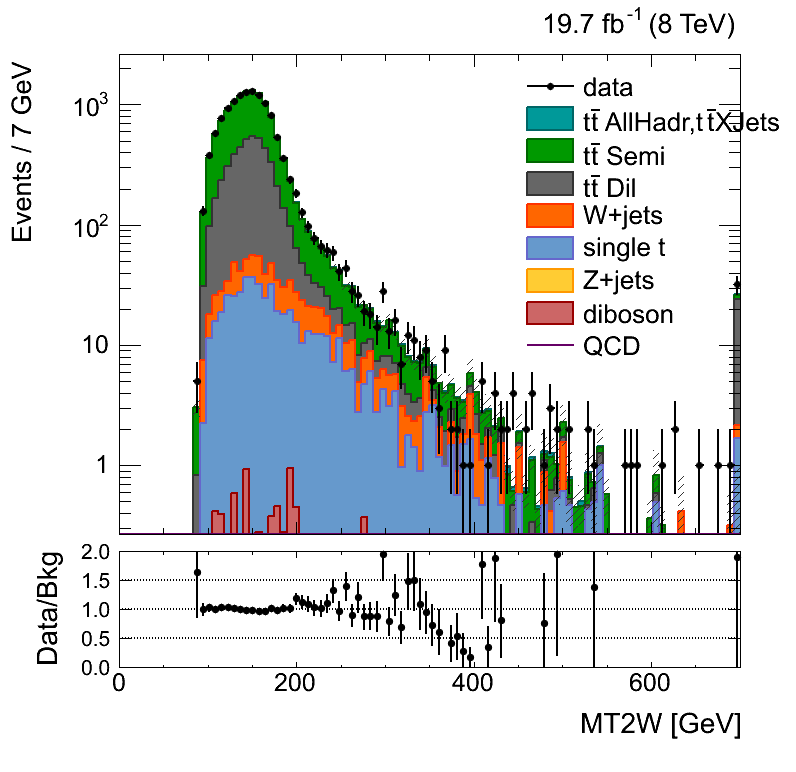 19.7 fb⁻¹ (8 TeV)
Events / 7 GeV
10³
10²
10
1
data
tt̄ AllHadr,tt̄XJets
tt̄ Semi
tt̄ Dil
W+jets
single t
Z+jets
diboson
QCD
Data/Bkg
2.0
1.5
1.0
0.5
0.0
0 200 400 600
MT2W [GeV]